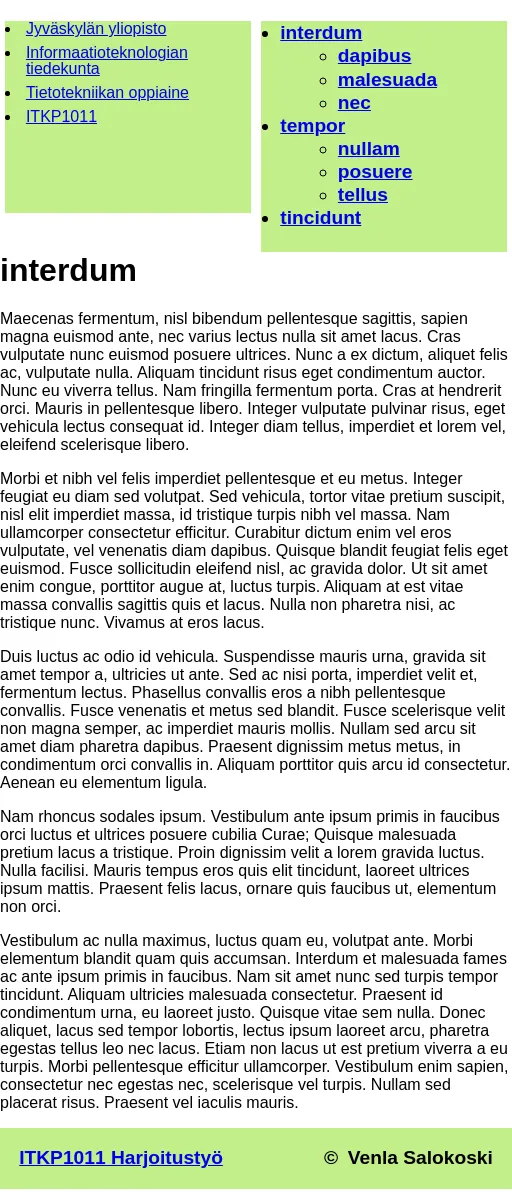 Jyväskylän yliopisto
Informaatioteknologian
tiedekunta
Tietotekniikan oppiaine
ITKP1011
interdum
dapibus
malesuada
nec
tempor
nullam
posuere
tellus
tincidunt
interdum
Maecenas fermentum, nisl bibendum pellentesque sagittis, sapien
magna euismod ante, nec varius lectus nulla sit amet lacus. Cras
vulputate nunc euismod posuere ultrices. Nunc a ex dictum, aliquet felis
ac, vulputate nulla. Aliquam tincidunt risus eget condimentum auctor.
Nunc eu viverra tellus. Nam fringilla fermentum porta. Cras at hendrerit
orci. Mauris in pellentesque libero. Integer vulputate pulvinar risus, eget
vehicula lectus consequat id. Integer diam tellus, imperdiet et lorem vel,
eleifend scelerisque libero.
Morbi et nibh vel felis imperdiet pellentesque et eu metus. Integer
feugiat eu diam sed volutpat. Sed vehicula, tortor vitae pretium suscipit,
nisl elit imperdiet massa, id tristique turpis nibh vel massa. Nam
ullamcorper consectetur efficitur. Curabitur dictum enim vel eros
vulputate, vel venenatis diam dapibus. Quisque blandit feugiat felis eget
euismod. Fusce sollicitudin eleifend nisl, ac gravida dolor. Ut sit amet
enim congue, porttitor augue at, luctus turpis. Aliquam at est vitae
massa convallis sagittis quis et lacus. Nulla non pharetra nisi, ac
tristique nunc. Vivamus at eros lacus.
Duis luctus ac odio id vehicula. Suspendisse mauris urna, gravida sit
amet tempor a, ultricies ut ante. Sed ac nisi porta, imperdiet velit et,
fermentum lectus. Phasellus convallis eros a nibh pellentesque
convallis. Fusce venenatis et metus sed blandit. Fusce scelerisque velit
non magna semper, ac imperdiet mauris mollis. Nullam sed arcu sit
amet diam pharetra dapibus. Praesent dignissim metus metus, in
condimentum orci convallis in. Aliquam porttitor quis arcu id consectetur.
Aenean eu elementum ligula.
Nam rhoncus sodales ipsum. Vestibulum ante ipsum primis in faucibus
orci luctus et ultrices posuere cubilia Curae; Quisque malesuada
pretium lacus a tristique. Proin dignissim velit a lorem gravida luctus.
Nulla facilisi. Mauris tempus eros quis elit tincidunt, laoreet ultrices
ipsum mattis. Praesent felis lacus, ornare quis faucibus ut, elementum
non orci.
Vestibulum ac nulla maximus, luctus quam eu, volutpat ante. Morbi
elementum blandit quam quis accumsan. Interdum et malesuada fames
ac ante ipsum primis in faucibus. Nam sit amet nunc sed turpis tempor
tincidunt. Aliquam ultricies malesuada consectetur. Praesent id
condimentum urna, eu laoreet justo. Quisque vitae sem nulla. Donec
aliquet, lacus sed tempor lobortis, lectus ipsum laoreet arcu, pharetra
egestas tellus leo nec lacus. Etiam non lacus ut est pretium viverra a eu
turpis. Morbi pellentesque efficitur ullamcorper. Vestibulum enim sapien,
consectetur nec egestas nec, scelerisque vel turpis. Nullam sed
placerat risus. Praesent vel iaculis mauris.
ITKP1011 Harjoitustyö
© Venla Salokoski